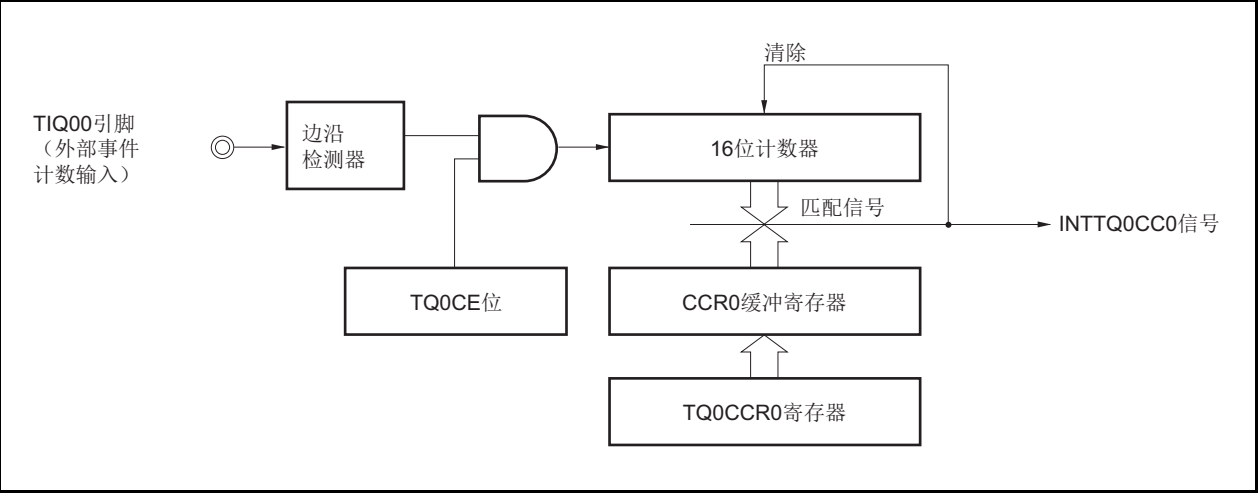 清除
TIQ00引脚
（外部事件
计数输入）
边沿
检测器
16位计数器
匹配信号
INTTQ0CC0信号
TQ0CE位
CCR0缓冲寄存器
TQ0CCR0寄存器